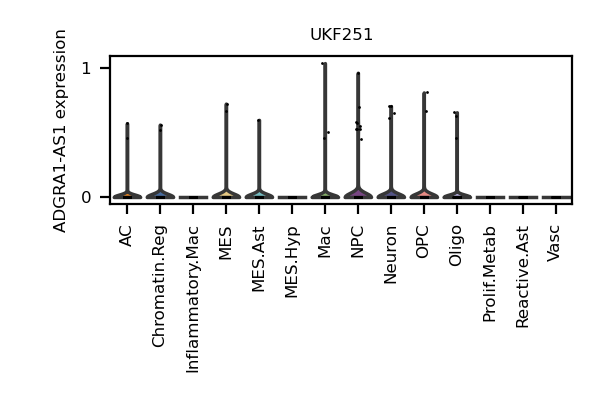 UKF251
ADGRA1-AS1 expression
1
0
AC
Chromatin.Reg
Inflammatory.Mac
MES
MES.Ast
MES.Hyp
Mac
NPC
Neuron
OPC
Oligo
Prolif.Metab
Reactive.Ast
Vasc